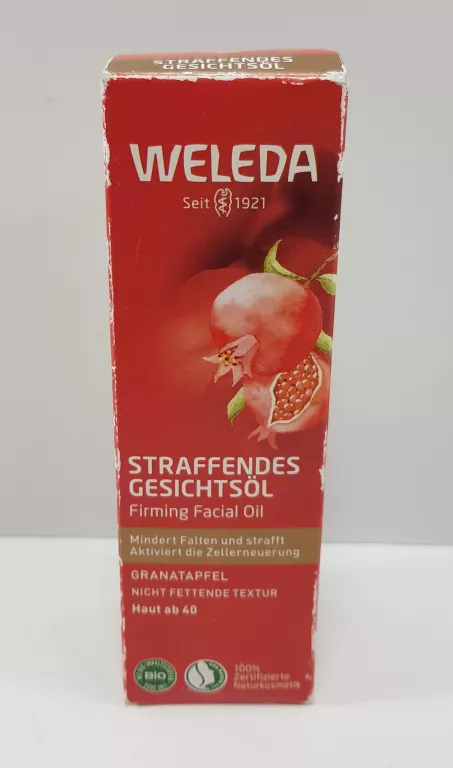 STRAFFENDES
GESICHTSÖL
WELEDA
Seit 1921
STRAFFENDES
GESICHTSÖL
Firming Facial Oil
Mindert Falten und strafft
Aktiviert die Zellerneuerung
GRANATAPFEL
NICHT FETTENDE TEXTUR
Haut ab 40
BIO
100%
Zertifizierte
Naturkosmetik